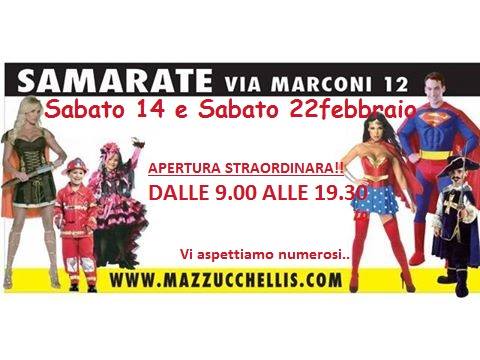 SAMARATE VIA MARCONI 12
Sabato 14 e Sabato 22febbraio
APERTURA STRAORDINARA!!
DALLE 9.00 ALLE 19.30
Vi aspettiamo numerosi..
WWW.MAZZUCCHELLIS.COM